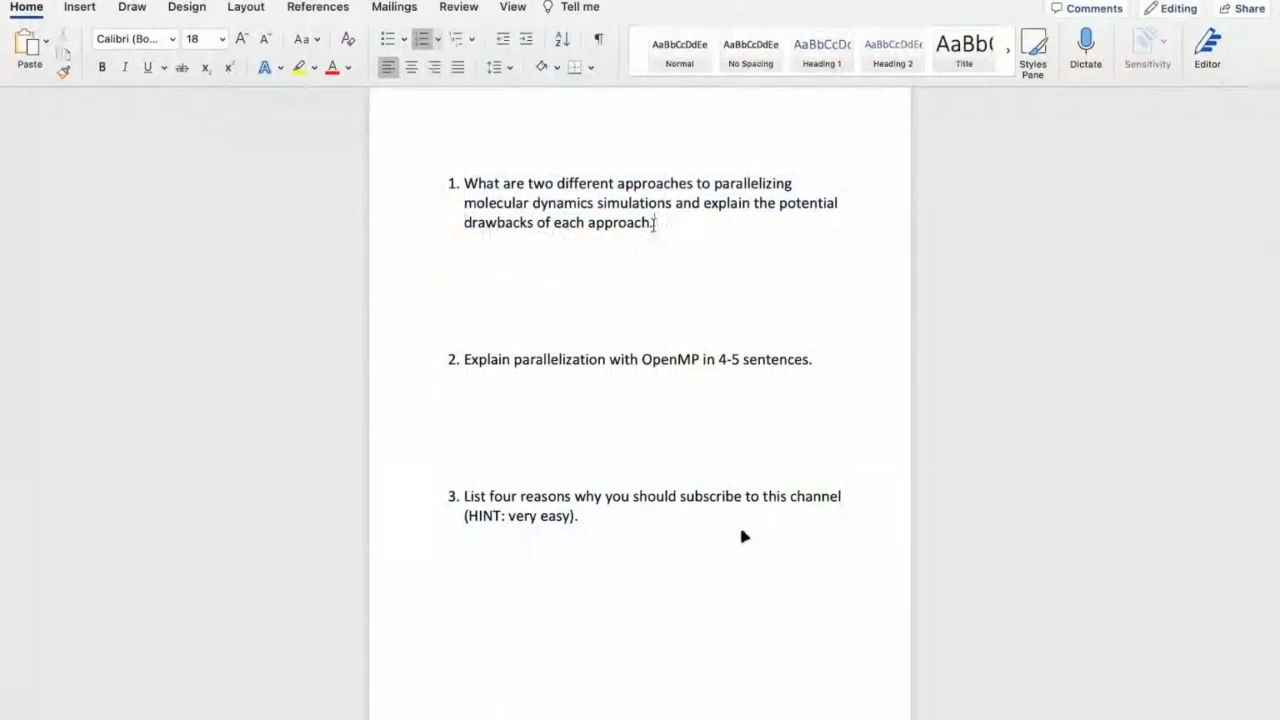 Home Insert Draw Design Layout References Mailings Review View Tell me Comments Editing Share
Paste
Calibri (Bo... 18 Aa
B I U ab x x A A
AaBbCcDdEe AaBbCcDdEe AaBbCcDc AaBbCcDdEe AaBb(
Normal No Spacing Heading 1 Heading 2 Title
Styles Pane Dictate Sensitivity Editor
1. What are two different approaches to parallelizing
molecular dynamics simulations and explain the potential
drawbacks of each approach.
2. Explain parallelization with OpenMP in 4-5 sentences.
3. List four reasons why you should subscribe to this channel
(HINT: very easy).